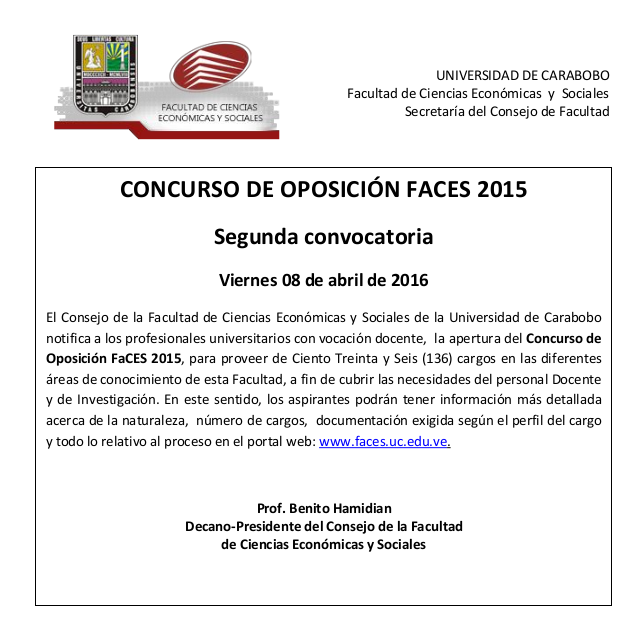 DEUS LIBERTAS CULTURA
FACULTAD DE CIENCIAS
ECONÓMICAS Y SOCIALES
UNIVERSIDAD DE CARABOBO
Facultad de Ciencias Económicas y Sociales
Secretaría del Consejo de Facultad
CONCURSO DE OPOSICIÓN FACES 2015
Segunda convocatoria
Viernes 08 de abril de 2016
El Consejo de la Facultad de Ciencias Económicas y Sociales de la Universidad de Carabobo
notifica a los profesionales universitarios con vocación docente, la apertura del Concurso de
Oposición FaCES 2015, para proveer de Ciento Treinta y Seis (136) cargos en las diferentes
áreas de conocimiento de esta Facultad, a fin de cubrir las necesidades del personal Docente
y de Investigación. En este sentido, los aspirantes podrán tener información más detallada
acerca de la naturaleza, número de cargos, documentación exigida según el perfil del cargo
y todo lo relativo al proceso en el portal web: www.faces.uc.edu.ve.
Prof. Benito Hamidian
Decano-Presidente del Consejo de la Facultad
de Ciencias Económicas y Sociales